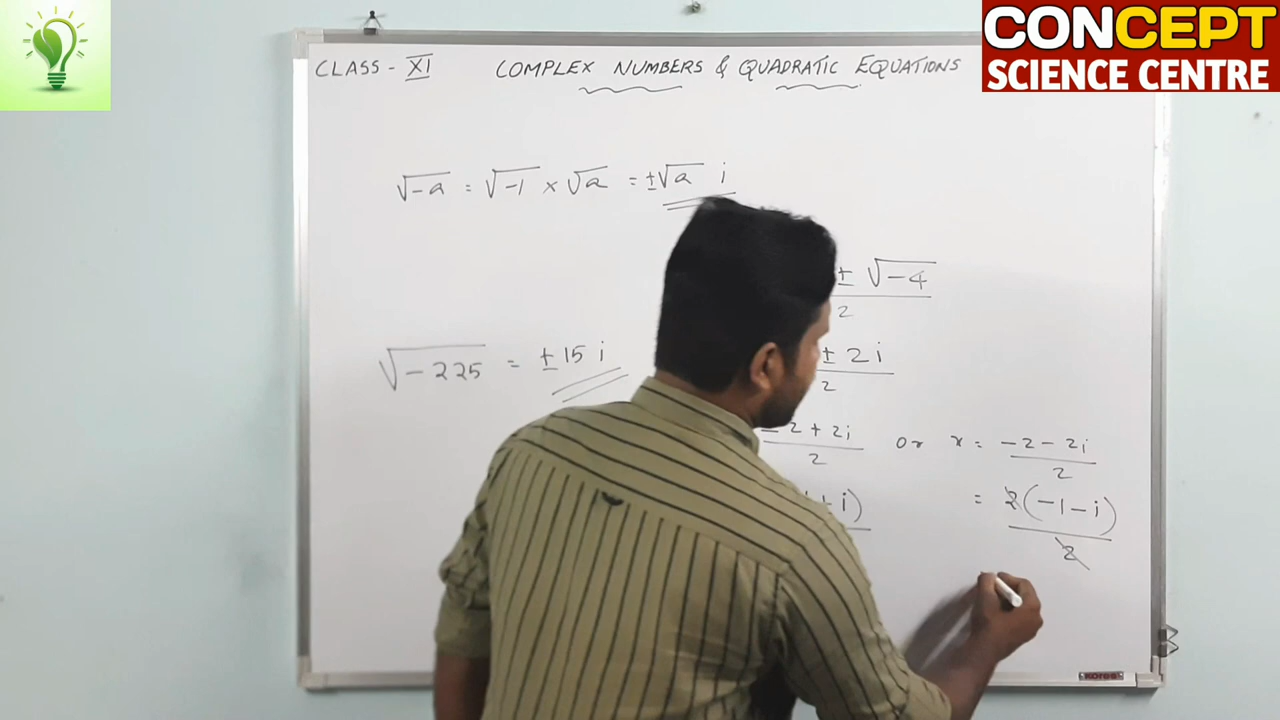 CONCEPT
SCIENCE CENTRE
CLASS - XI COMPLEX NUMBERS & QUADRATIC EQUATIONS
√-a = √-1 × √a = ±√a i
± √-4
2
√-225 = ±15 i
± 2i
2
-2 + 2i or x = -2 - 2i
2 2
+ i) = 2(-1 - i)
2
KORES